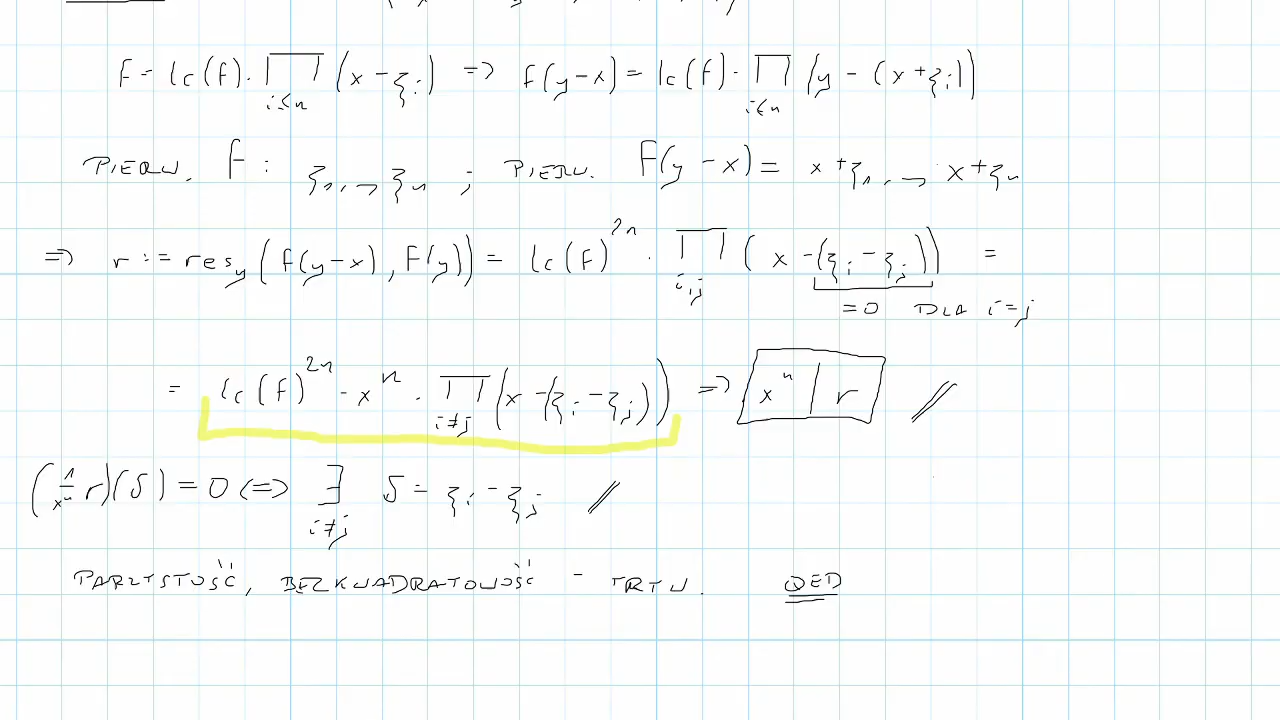 f = lc(f) · ∏_{i≤n} (x − ξ_i) ⟹ f(y−x) = lc(f) · ∏_{i≤n} (y − (x+ξ_i))
PIERW. f : ξ_1, …, ξ_n ; PIERW. f(y−x) = x+ξ_1, …, x+ξ_n
⟹ r := res_y (f(y−x), f(y)) = lc(f)^{2n} · ∏_{i,j} (x − (ξ_i − ξ_j)) =
=0 DLA i=j
= lc(f)^{2n} · x^n · ∏_{i≠j} (x − (ξ_i − ξ_j)) ⟹ x^n | r //
(1/x^n r)(δ) = 0 ⟺ ∃_{i≠j} δ = ξ_i − ξ_j //
PARZYSTOŚĆ, BEZKWADRATOWOŚĆ – TRYW. QED